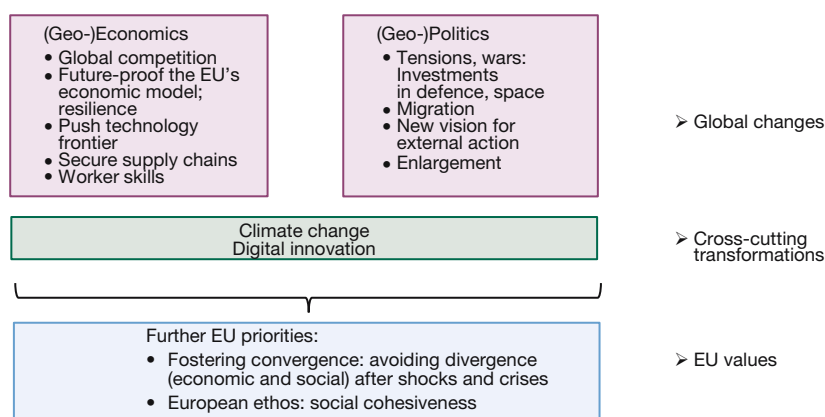 (Geo-)Economics
• Global competition
• Future-proof the EU's
economic model;
resilience
• Push technology
frontier
• Secure supply chains
• Worker skills
(Geo-)Politics
• Tensions, wars:
Investments
in defence, space
• Migration
• New vision for
external action
• Enlargement
➢ Global changes
Climate change
Digital innovation
➢ Cross-cutting
transformations
Further EU priorities:
• Fostering convergence: avoiding divergence
(economic and social) after shocks and crises
• European ethos: social cohesiveness
➢ EU values